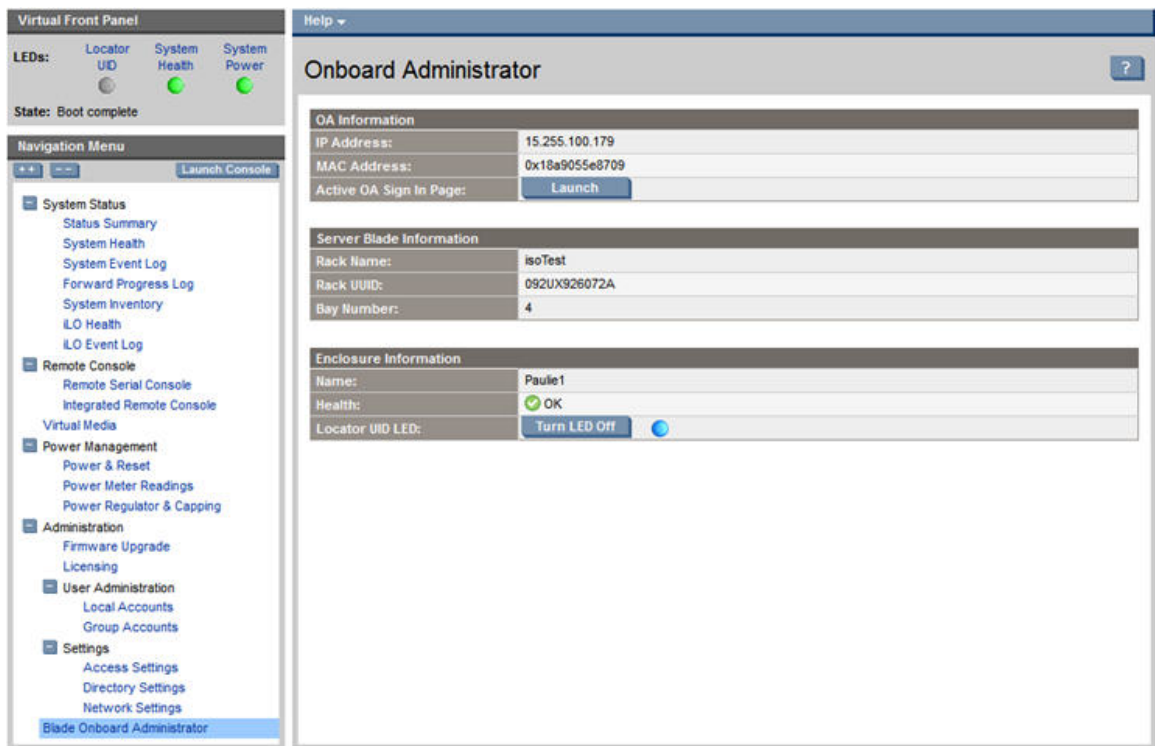 Virtual Front Panel
LEDs:
Locator UID
System Health
System Power
State: Boot complete
Navigation Menu
++
--
Launch Console
System Status
Status Summary
System Health
System Event Log
Forward Progress Log
System Inventory
iLO Health
iLO Event Log
Remote Console
Remote Serial Console
Integrated Remote Console
Virtual Media
Power Management
Power & Reset
Power Meter Readings
Power Regulator & Capping
Administration
Firmware Upgrade
Licensing
User Administration
Local Accounts
Group Accounts
Settings
Access Settings
Directory Settings
Network Settings
Blade Onboard Administrator
Help
Onboard Administrator
?
OA Information
IP Address: 15.255.100.179
MAC Address: 0x18a9055e8709
Active OA Sign In Page: Launch
Server Blade Information
Rack Name: isoTest
Rack UUID: 092UX926072A
Bay Number: 4
Enclosure Information
Name: Paulie1
Health: OK
Locator UID LED: Turn LED Off